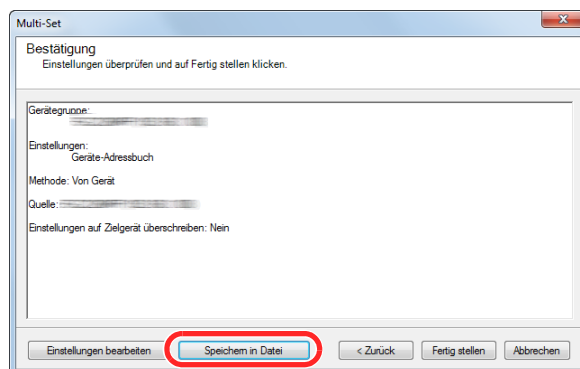 Multi-Set
Bestätigung
Einstellungen überprüfen und auf Fertig stellen klicken.
Gerätegruppe:
Einstellungen:
Geräte-Adressbuch
Methode: Von Gerät
Quelle:
Einstellungen auf Zielgerät überschreiben: Nein
Einstellungen bearbeiten
Speichern in Datei
< Zurück
Fertig stellen
Abbrechen